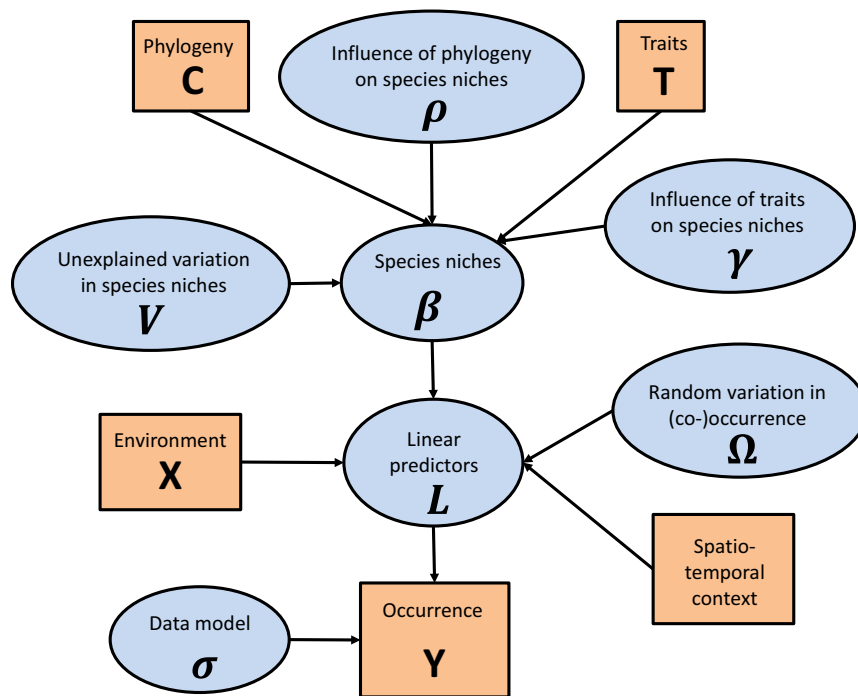 Phylogeny
C
Influence of phylogeny
on species niches
ρ
Traits
T
Influence of traits
on species niches
γ
Unexplained variation
in species niches
V
Species niches
β
Random variation in
(co-)occurrence
Ω
Environment
X
Linear
predictors
L
Spatio-
temporal
context
Data model
σ
Occurrence
Y